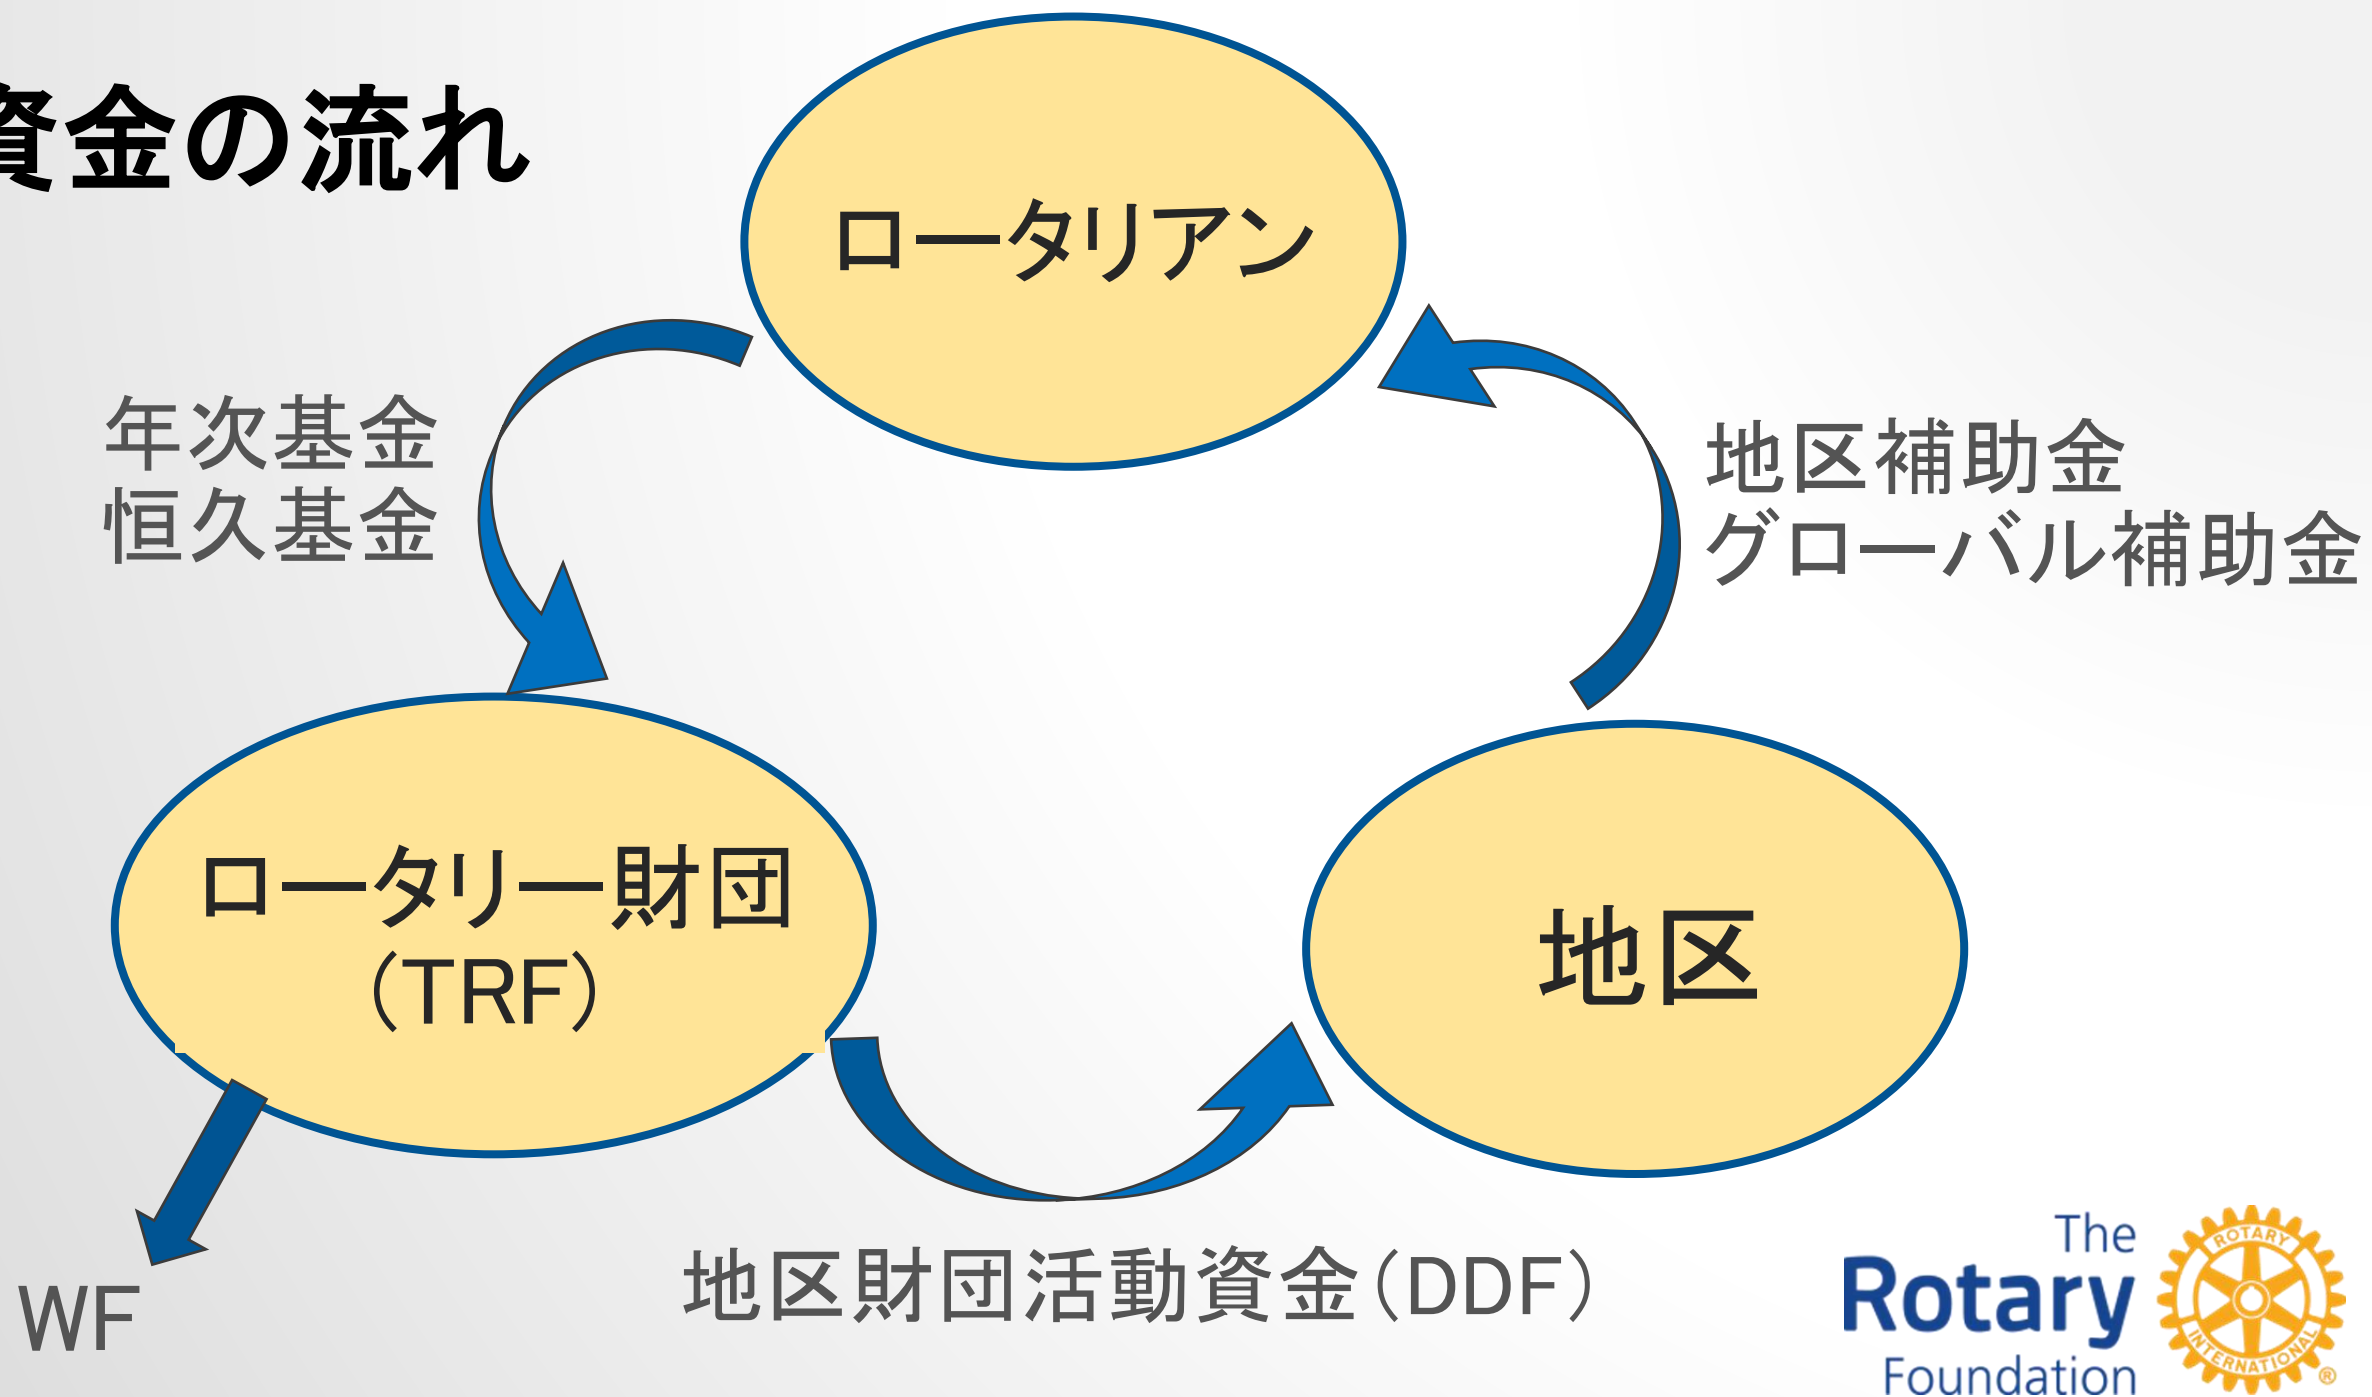 資金の流れ
ロータリアン
年次基金
恒久基金
地区補助金
グローバル補助金
ロータリー財団
（TRF）
地区
地区財団活動資金（DDF）
WF
The
Rotary
Foundation
ROTARY
INTERNATIONAL
®